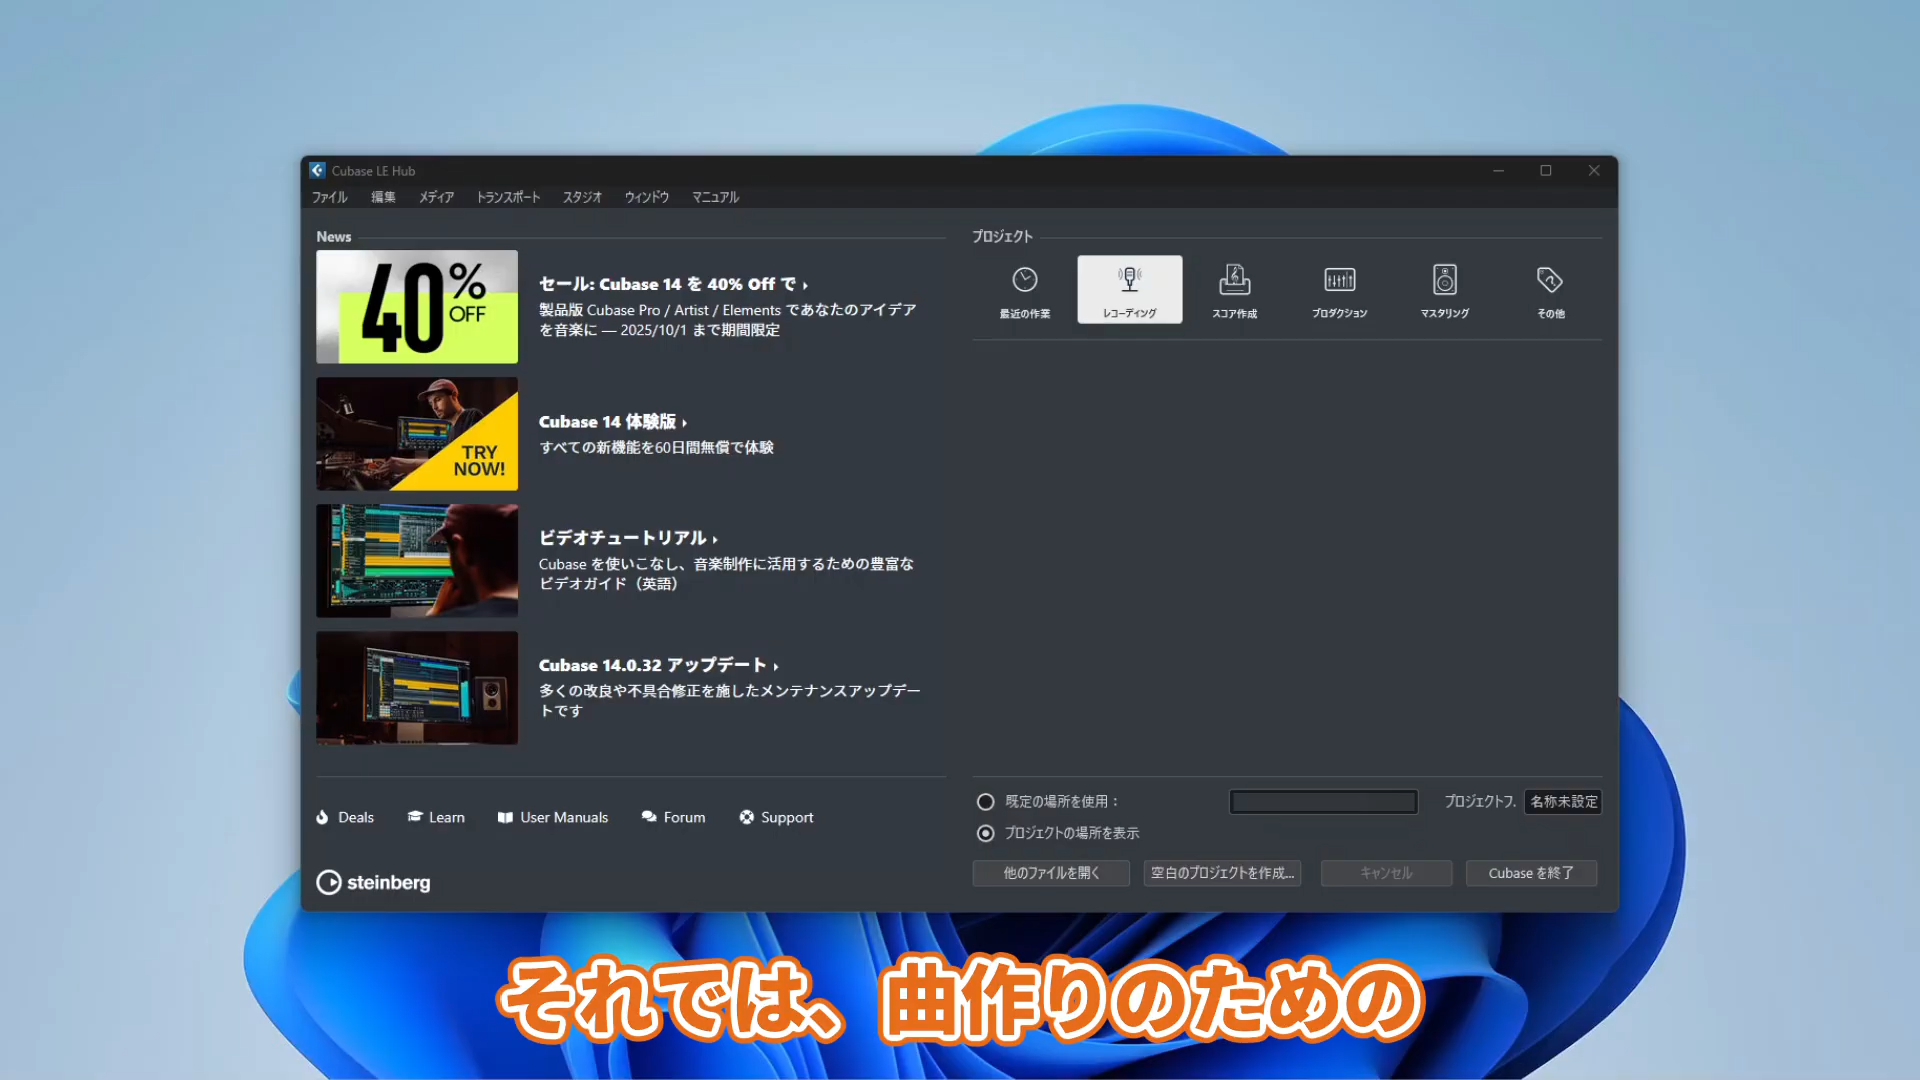 Cubase LE Hub
ファイル 編集 メディア トランスポート スタジオ ウィンドウ マニュアル
News
40% OFF
セール: Cubase 14 を 40% Off で
製品版 Cubase Pro / Artist / Elements であなたのアイデア
を音楽に — 2025/10/1 まで期間限定
TRY
NOW!
Cubase 14 体験版
すべての新機能を60日間無償で体験
ビデオチュートリアル
Cubase を使いこなし、音楽制作に活用するための豊富な
ビデオガイド（英語）
Cubase 14.0.32 アップデート
多くの改良や不具合修正を施したメンテナンスアップデー
トです
Deals Learn User Manuals Forum Support
steinberg
プロジェクト
最近の作業 レコーディング スコア作成 プロダクション マスタリング その他
既定の場所を使用： プロジェクトフ. 名称未設定
プロジェクトの場所を表示
他のファイルを開く 空白のプロジェクトを作成... キャンセル Cubase を終了
それでは、曲作りのための